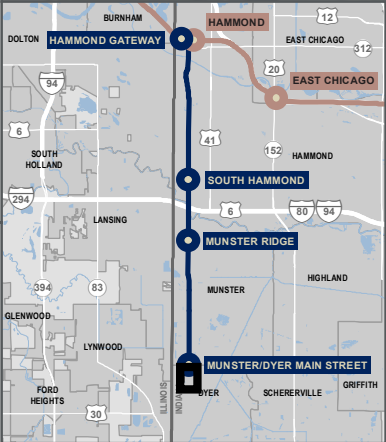 BURNHAM
HAMMOND
12
DOLTON
HAMMOND GATEWAY
EAST CHICAGO
312
94
20
EAST CHICAGO
6
41
152
SOUTH
HOLLAND
HAMMOND
294
SOUTH HAMMOND
LANSING
6
80
94
MUNSTER RIDGE
HIGHLAND
394
83
MUNSTER
GLENWOOD
LYNWOOD
MUNSTER/DYER MAIN STREET
FORD
HEIGHTS
ILLINOIS
DYER
SCHERERVILLE
GRIFFITH
30